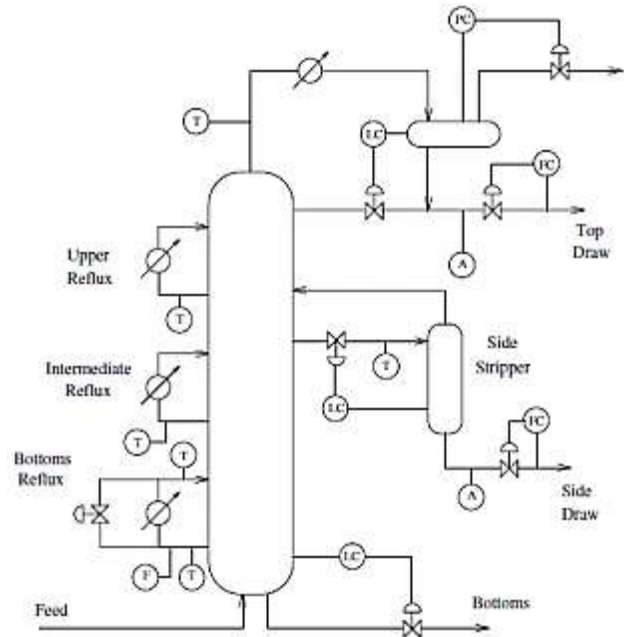 PC
T
LC
FC
Top
Draw
A
Upper
Reflux
T
Side
Stripper
Intermediate
Reflux
T
LC
T
FC
Bottoms
Reflux
T
A
Side
Draw
F
T
LC
Feed
Bottoms